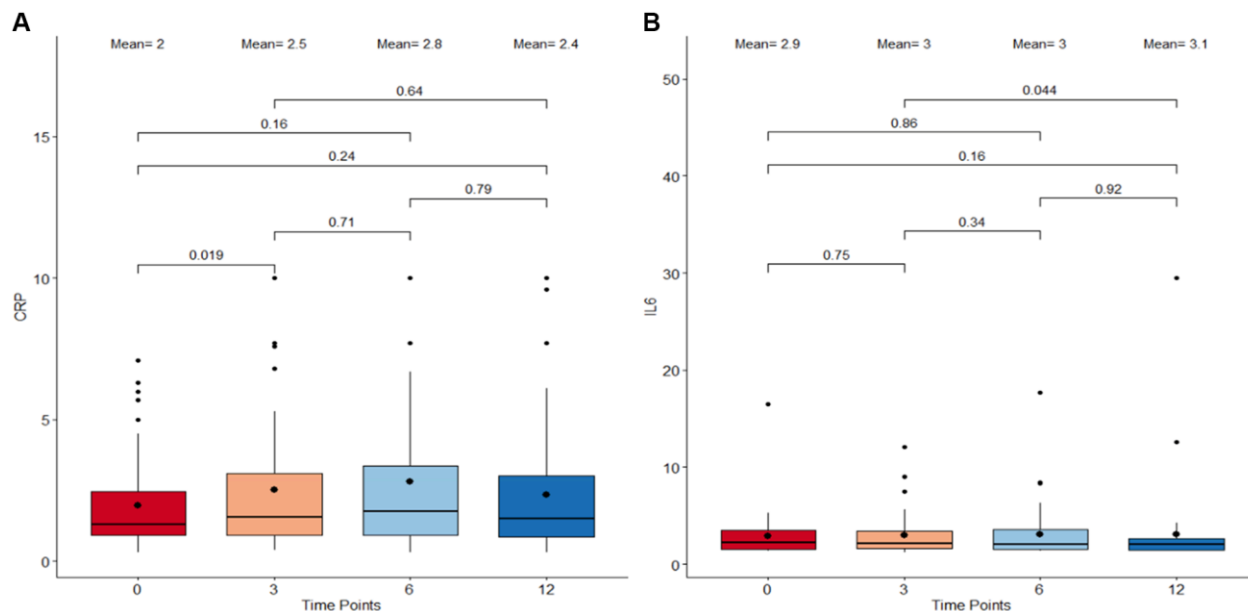 A
Mean= 2 Mean= 2.5 Mean= 2.8 Mean= 2.4
0.64
0.16
15
0.24
0.79
0.71
0.019
10
CRP
5
0
0 3 6 12
Time Points
B
Mean= 2.9 Mean= 3 Mean= 3 Mean= 3.1
50
0.044
0.86
40
0.16
0.92
0.34
30
0.75
IL6
20
10
0
0 3 6 12
Time Points